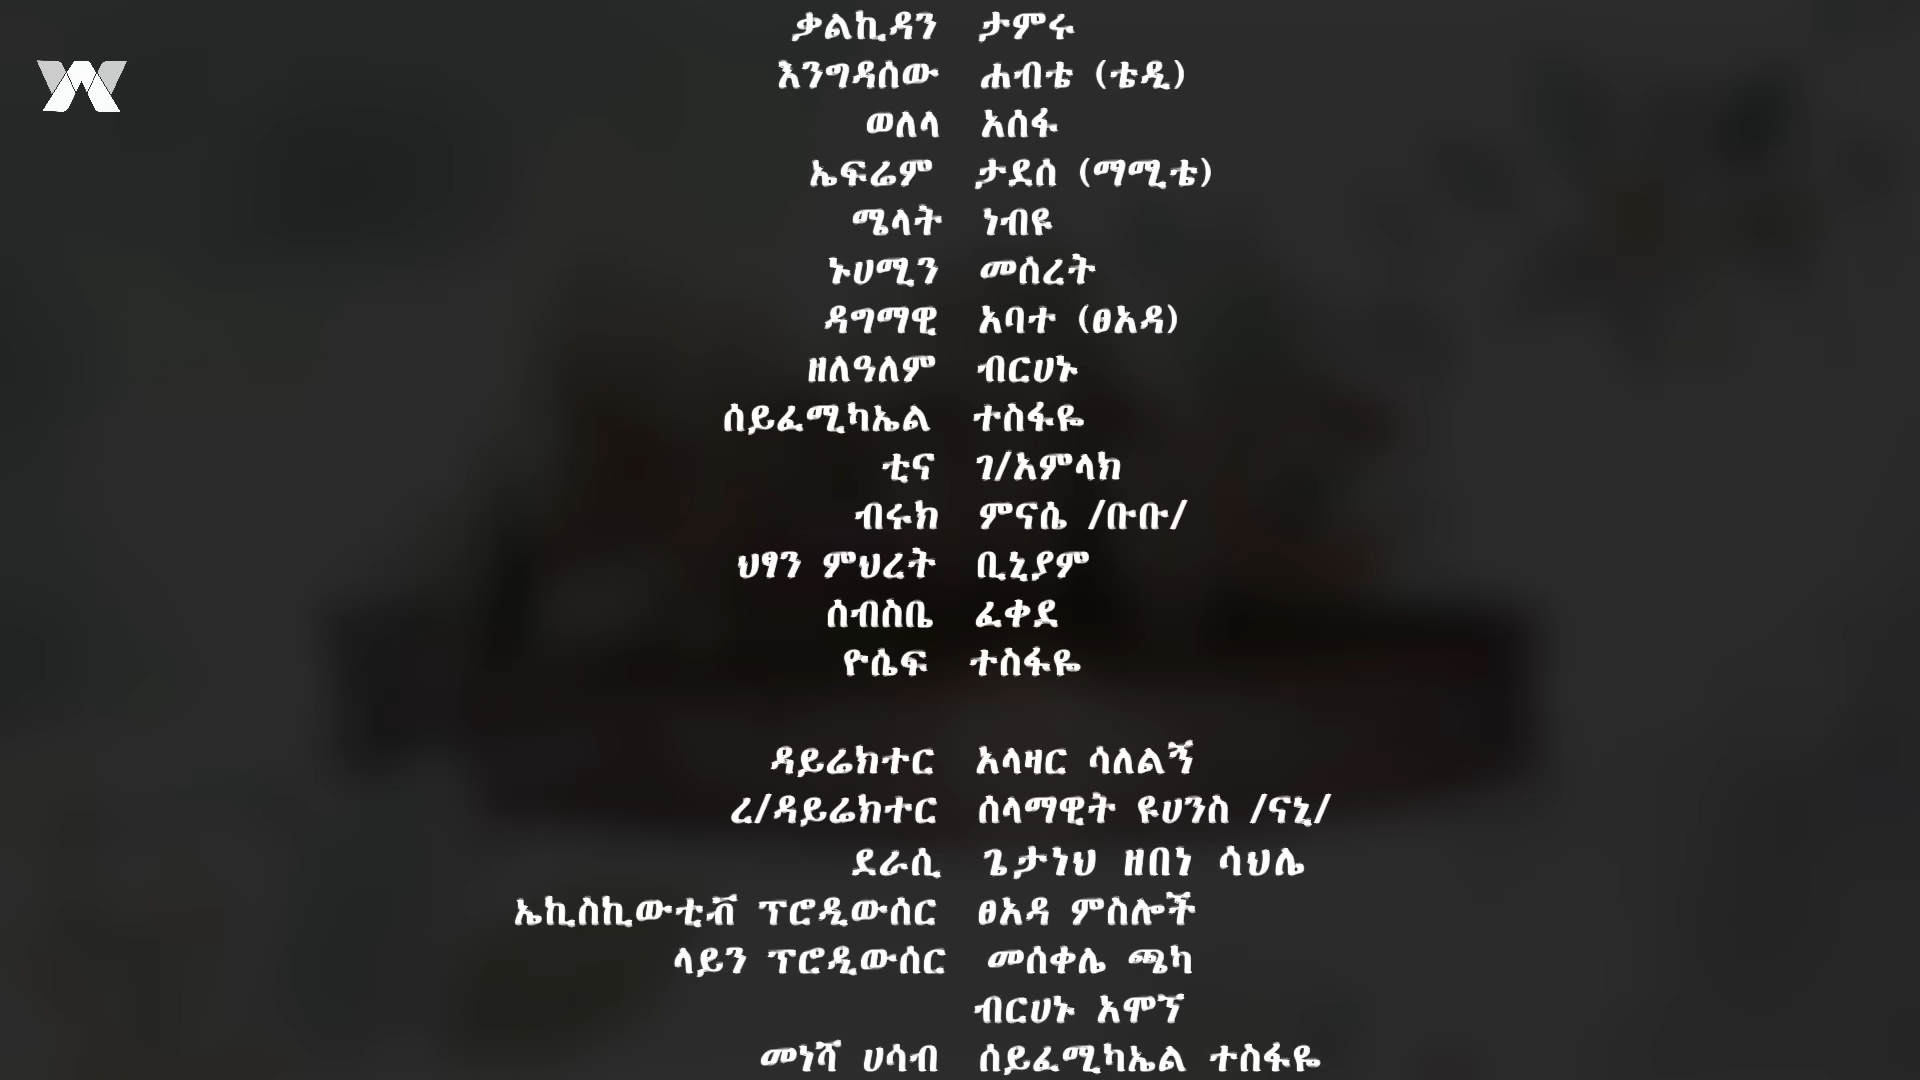 ቃልኪዳን ታምሩ
እንግዳሰው ሐብቴ (ቴዲ)
ወለላ አሰፋ
ኤፍሬም ታደሰ (ማሚቴ)
ሜላት ነብዩ
ኑሀሚን መሰረት
ዳግማዊ አባተ (ፀአዳ)
ዘለዓለም ብርሀኑ
ሰይፈሚካኤል ተስፋዬ
ቲና ገ/አምላክ
ብሩክ ምናሴ /ቡቡ/
ህፃን ምህረት ቢኒያም
ሰብስቤ ፈቀደ
ዮሴፍ ተስፋዬ
ዳይሬክተር አላዛር ሳለልኝ
ረ/ዳይሬክተር ሰላማዊት ዩሀንስ /ናኒ/
ደራሲ ጌታነህ ዘበነ ሳህሌ
ኤኪስኪውቲቭ ፕሮዲውሰር ፀአዳ ምስሎች
ላይን ፕሮዲውሰር መሰቀሌ ጫካ
ብርሀኑ አሞኘ
መነሻ ሀሳብ ሰይፈሚካኤል ተስፋዬ